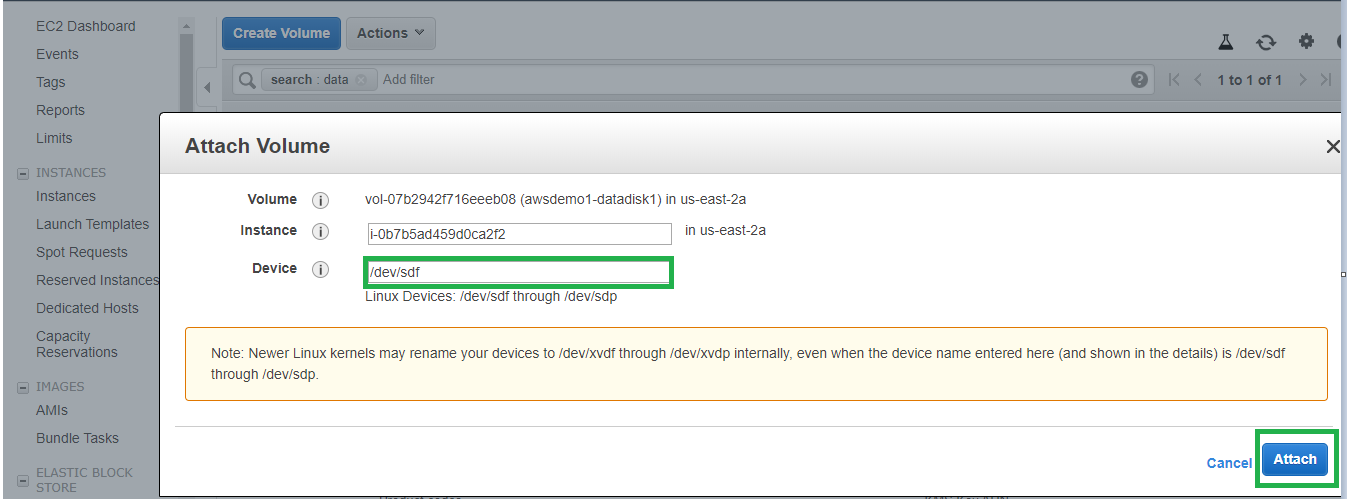 EC2 Dashboard
Events
Tags
Reports
Limits
INSTANCES
Instances
Launch Templates
Spot Requests
Reserved Instances
Dedicated Hosts
Capacity
Reservations
IMAGES
AMIs
Bundle Tasks
ELASTIC BLOCK
STORE
Create Volume Actions
search : data Add filter 1 to 1 of 1
Attach Volume
Volume vol-07b2942f716eeeb08 (awsdemo1-datadisk1) in us-east-2a
Instance i-0b7b5ad459d0ca2f2 in us-east-2a
Device /dev/sdf
Linux Devices: /dev/sdf through /dev/sdp
Note: Newer Linux kernels may rename your devices to /dev/xvdf through /dev/xvdp internally, even when the device name entered here (and shown in the details) is /dev/sdf
through /dev/sdp.
Cancel Attach